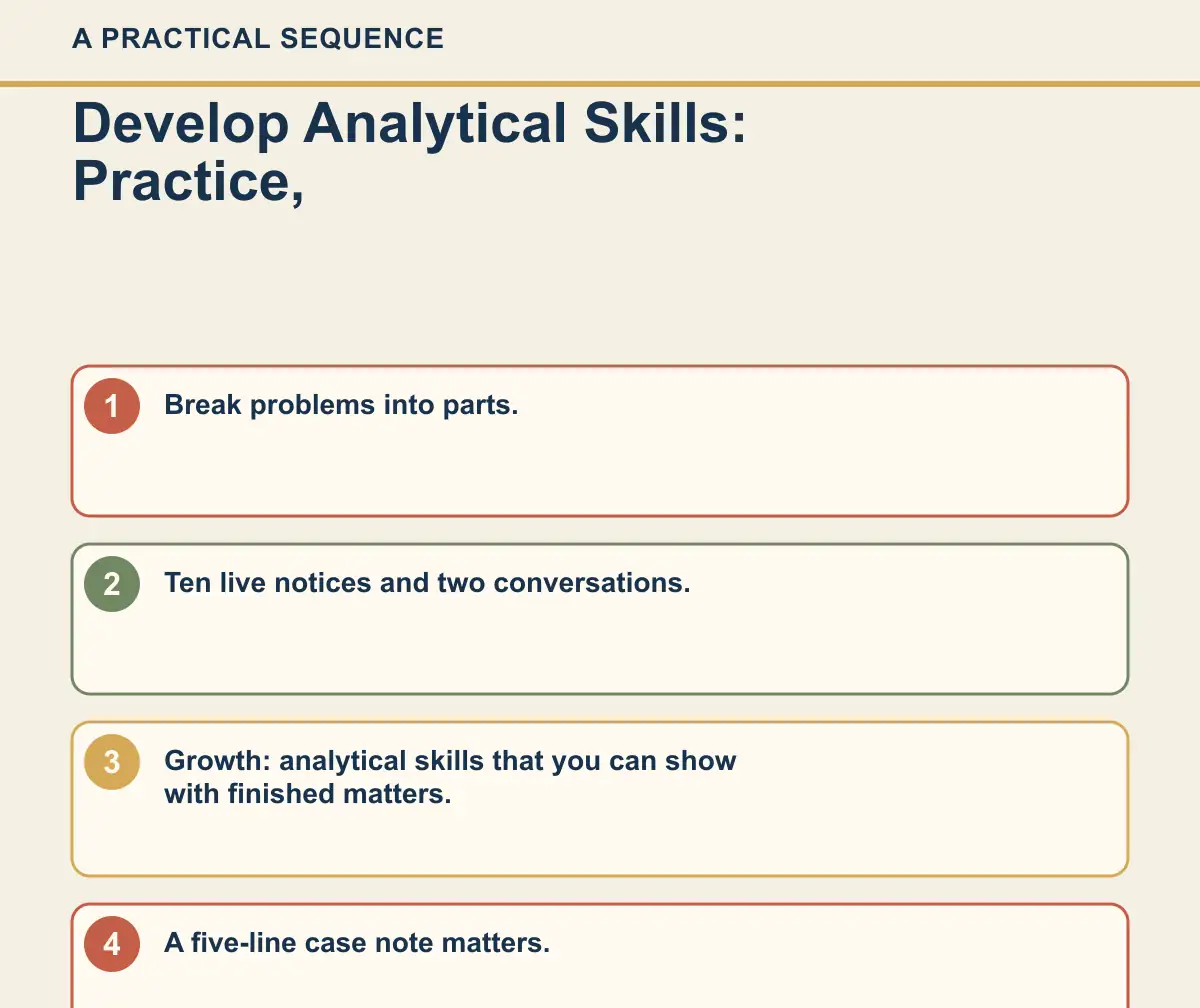 A PRACTICAL SEQUENCE
Develop Analytical Skills:
Practice,
1
Break problems into parts.
2
Ten live notices and two conversations.
3
Growth: analytical skills that you can show
with finished matters.
4
A five-line case note matters.